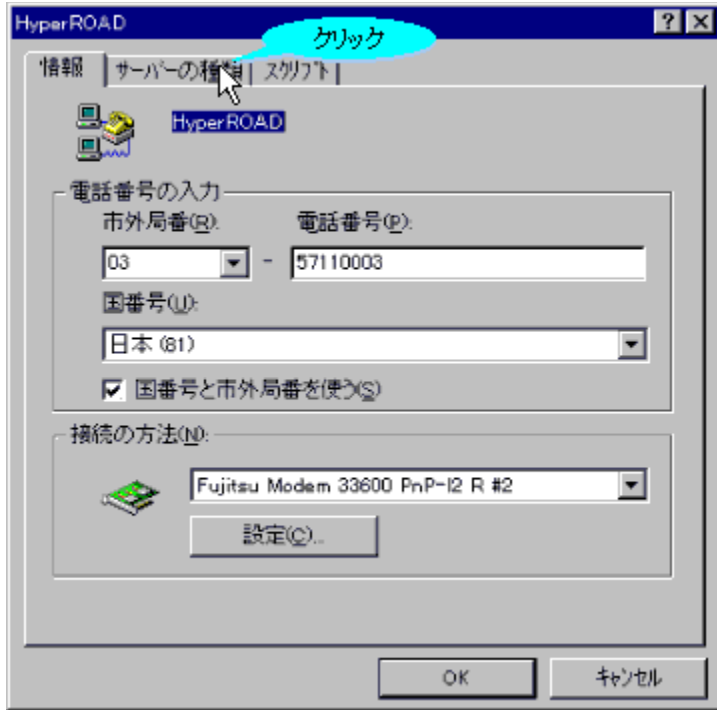 HyperROAD
クリック
情報 サーバーの種類 スクリプト
HyperROAD
電話番号の入力
市外局番(R): 電話番号(P):
03 - 57110003
国番号(U):
日本 (81)
国番号と市外局番を使う(S)
接続の方法(N):
Fujitsu Modem 33600 PnP-I2 R #2
設定(C)...
OK キャンセル